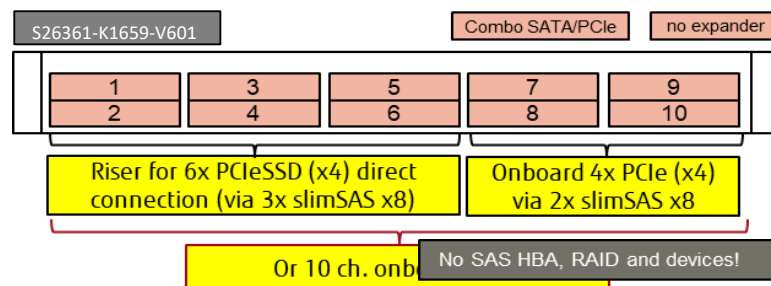 S26361-K1659-V601
Combo SATA/PCIe
no expander
1 3 5 7 9
2 4 6 8 10
Riser for 6x PCIeSSD (x4) direct
connection (via 3x slimSAS x8)
Onboard 4x PCIe (x4)
via 2x slimSAS x8
Or 10 ch.
No SAS HBA, RAID and devices!